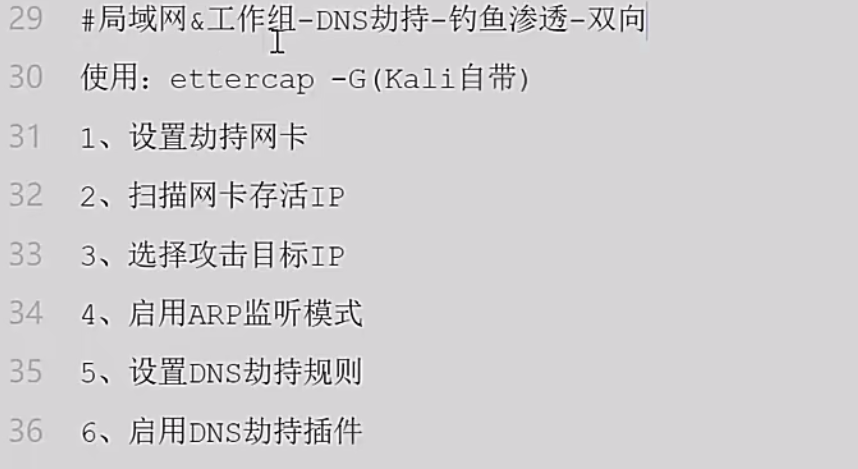 29 #局域网&工作组-DNS劫持-钓鱼渗透-双向
30 使用：ettercap -G(Kali自带)
31 1、设置劫持网卡
32 2、扫描网卡存活IP
33 3、选择攻击目标IP
34 4、启用ARP监听模式
35 5、设置DNS劫持规则
36 6、启用DNS劫持插件